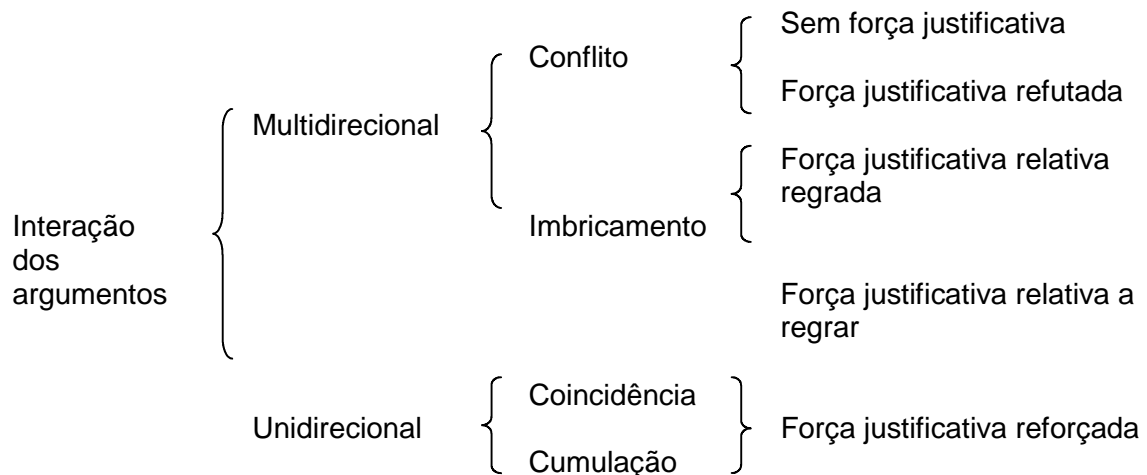 Interação
dos
argumentos
Multidirecional
Conflito
Sem força justificativa
Força justificativa refutada
Imbricamento
Força justificativa relativa
regrada
Força justificativa relativa a
regrar
Unidirecional
Coincidência
Cumulação
Força justificativa reforçada